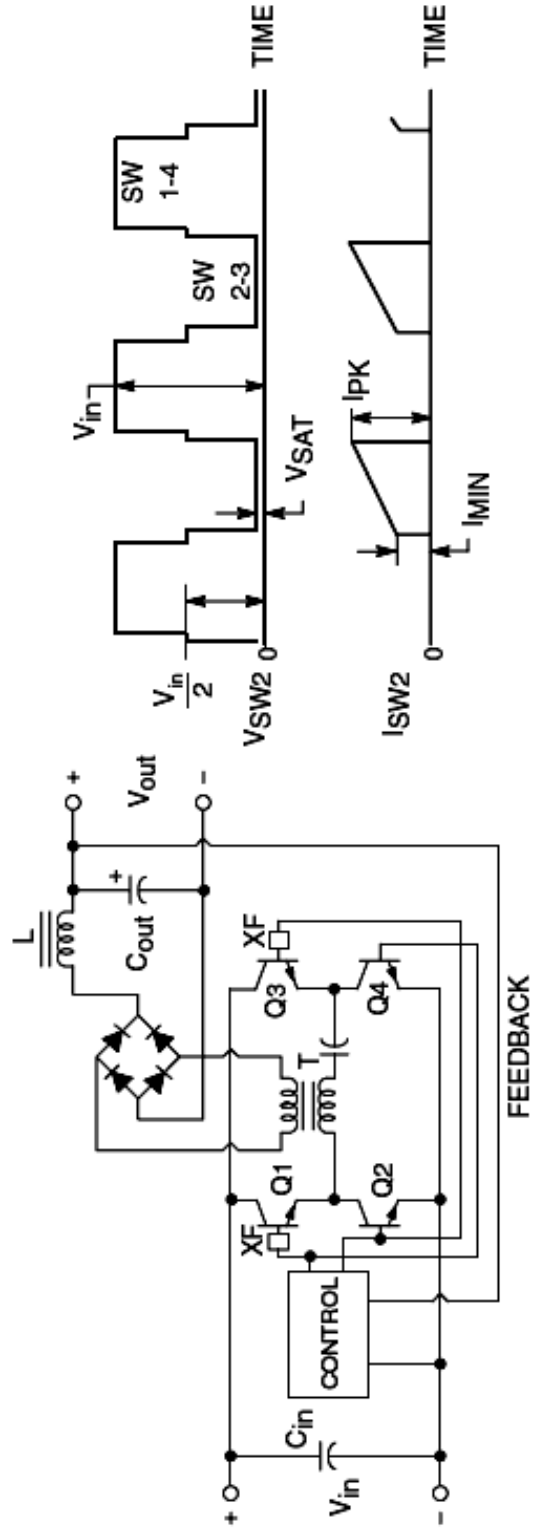 +
Vin
−
Cin
CONTROL
XF
Q1
Q2
T
XF
Q3
Q4
FEEDBACK
L
Cout
+
+
Vout
−
Vin
2
VSW2
0
Vin
VSAT
SW
2-3
SW
1-4
TIME
ISW2
0
IMIN
IPK
TIME